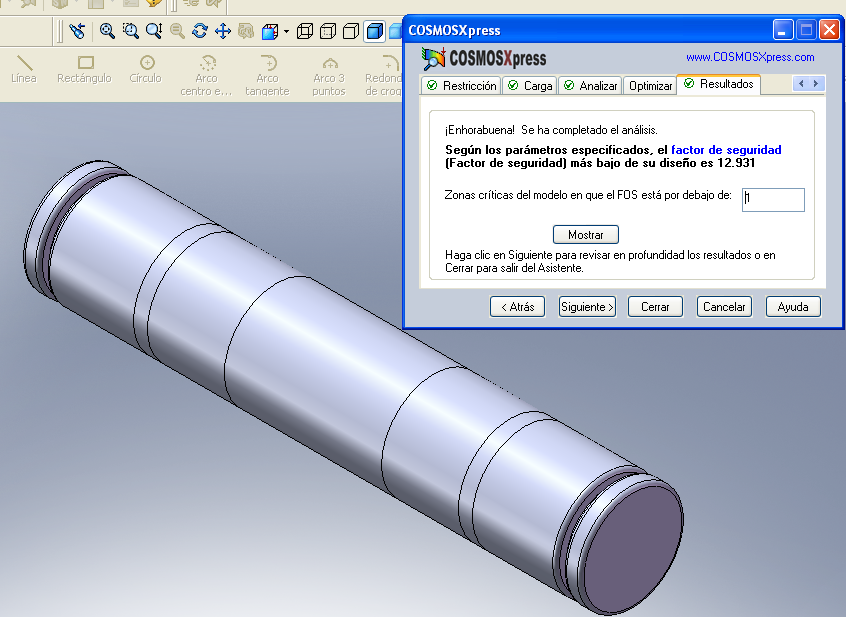 COSMOSXpress
COSMOSXpress
www.COSMOSXpress.com
Línea
Rectángulo
Círculo
Arco
centro e...
Arco
tangente
Arco 3
puntos
Redond
de croq
Restricción
Carga
Analizar
Optimizar
Resultados
¡Enhorabuena! Se ha completado el análisis.
Según los parámetros especificados, el factor de seguridad
(Factor de seguridad) más bajo de su diseño es 12.931
Zonas críticas del modelo en que el FOS está por debajo de:
1
Mostrar
Haga clic en Siguiente para revisar en profundidad los resultados o en
Cerrar para salir del Asistente.
< Atrás
Siguiente >
Cerrar
Cancelar
Ayuda